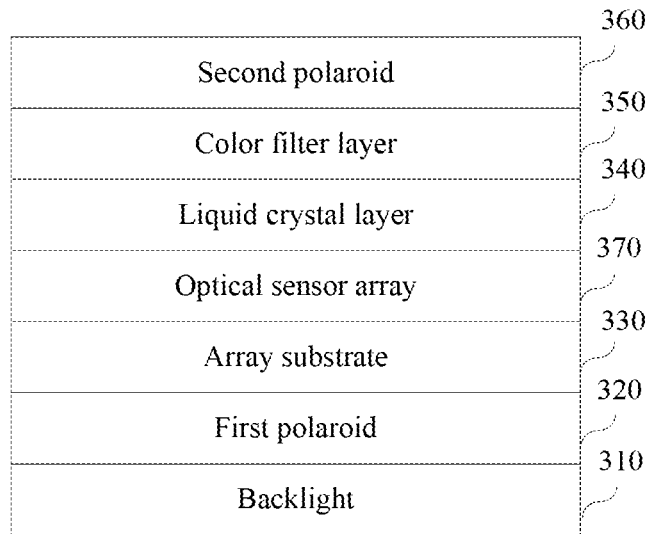 360
Second polaroid
350
Color filter layer
340
Liquid crystal layer
370
Optical sensor array
330
Array substrate
320
First polaroid
310
Backlight